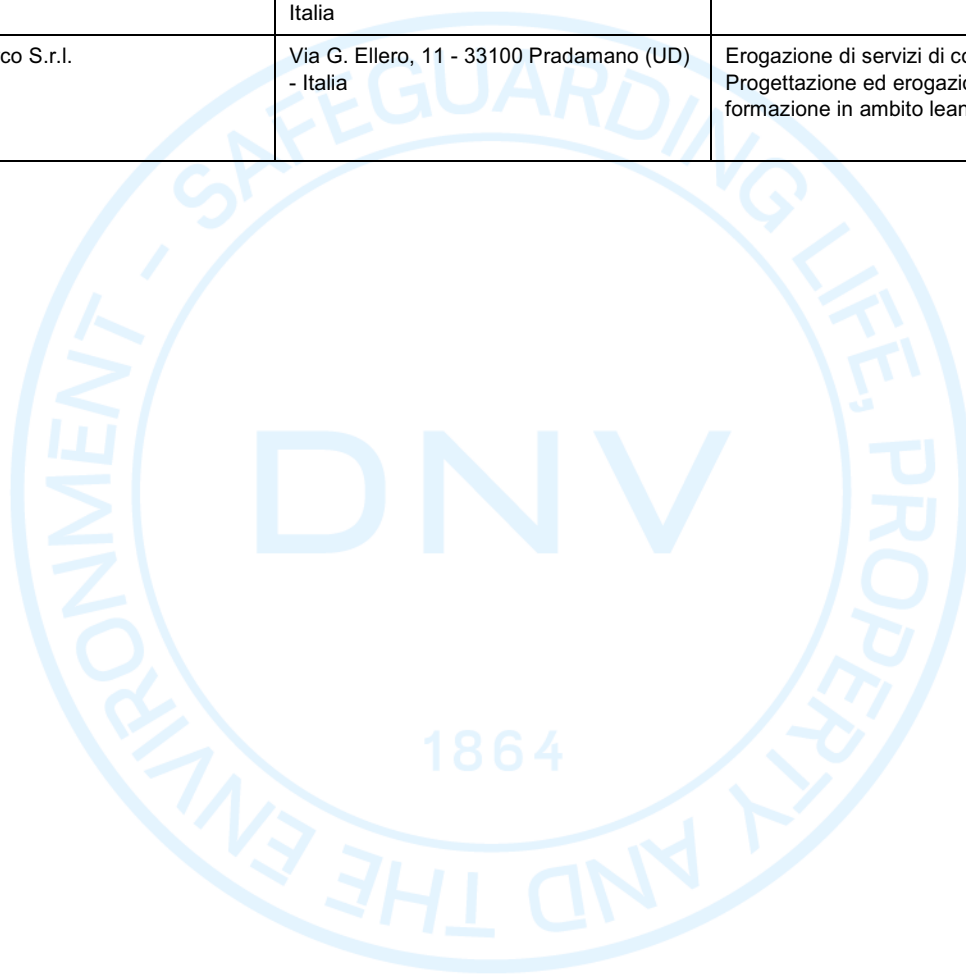 Italia
co S.r.l.
Via G. Ellero, 11 - 33100 Pradamano (UD)
- Italia
Erogazione di servizi di
Progettazione ed
formazione in ambito lean
SAFEGUARDING LIFE, PROPERTY AND THE ENVIRONMENT -
DNV
1864